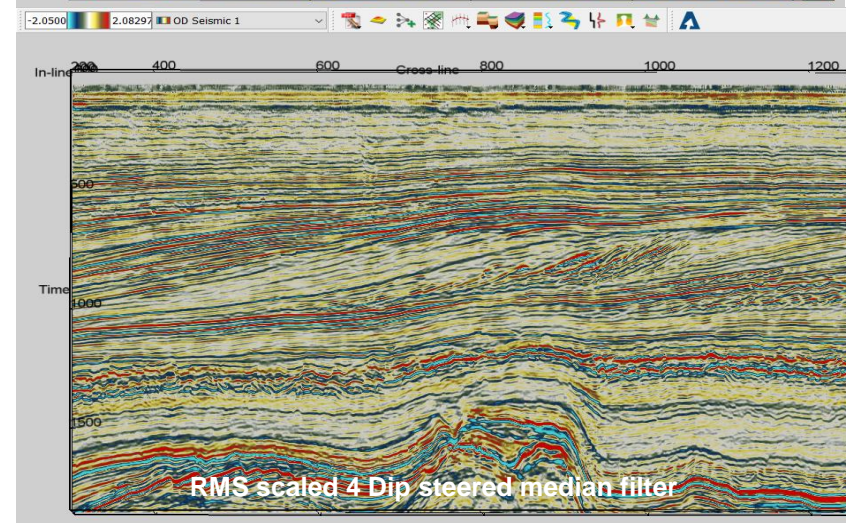 -2.0500 2.08297 OD Seismic 1
In-line 400 600 Cross-line 800 1000 1200
500
Time
1000
1500
RMS scaled 4 Dip steered median filter